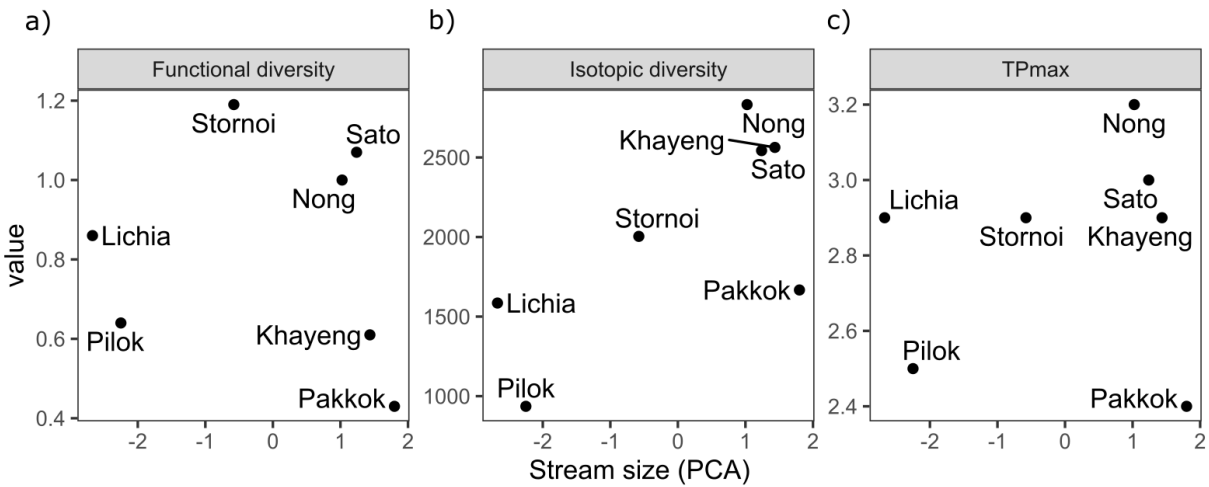 a)
Functional diversity
value
1.2
1.0
0.8
0.6
0.4
Stornoi
Sato
Nong
Lichia
Pilok
Khayeng
Pakkok
-2
-1
0
1
2
b)
Isotopic diversity
2500
2000
1500
1000
Nong
Khayeng
Sato
Stornoi
Pakkok
Lichia
Pilok
-2
-1
0
1
2
Stream size (PCA)
c)
TPmax
3.2
3.0
2.8
2.6
2.4
Nong
Lichia
Sato
Stornoi
Khayeng
Pilok
Pakkok
-2
-1
0
1
2